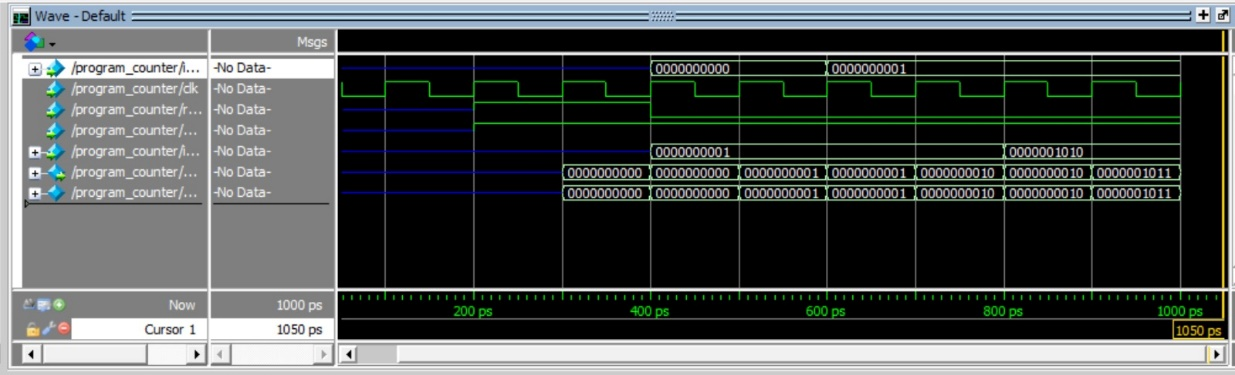 Wave - Default
Msgs
/program_counter/i... -No Data- 0000000000 0000000001
/program_counter/clk -No Data-
/program_counter/r... -No Data-
/program_counter/... -No Data-
/program_counter/i... -No Data- 0000000001 0000001010
/program_counter/... -No Data- 0000000000 0000000000 0000000001 0000000001 0000000010 0000000010 0000001011
/program_counter/... -No Data- 0000000000 0000000000 0000000001 0000000001 0000000010 0000000010 0000001011
Now 1000 ps 200 ps 400 ps 600 ps 800 ps 1000 ps
Cursor 1 1050 ps 1050 ps